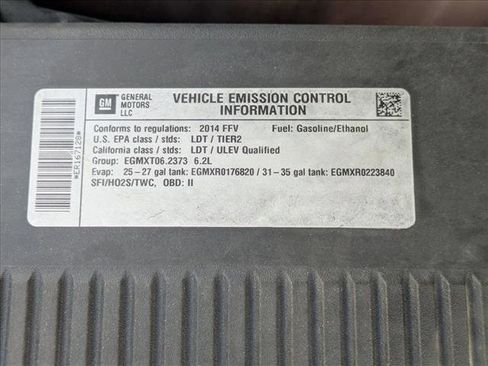 GM
GENERAL
MOTORS
LLC
VEHICLE EMISSION CONTROL
INFORMATION
Conforms to regulations: 2014 FFV Fuel: Gasoline/Ethanol
U.S. EPA class / stds: LDT / TIER2
California class / stds: LDT / ULEV Qualified
Group: EGMXT06.2373 6.2L
Evap: 25-27 gal tank: EGMXR0176820 / 31-35 gal tank: EGMXR0223840
SFI/HO2S/TWC, OBD: II
*ER167128*